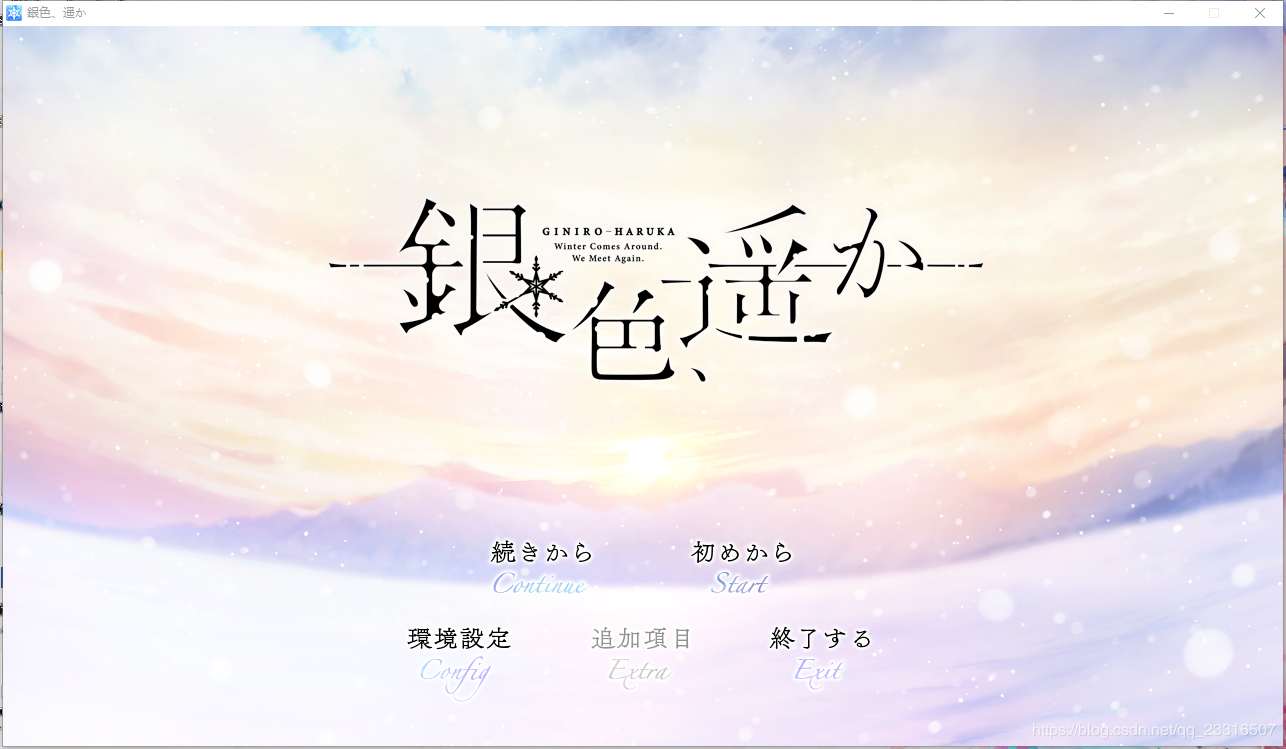 銀色、遥か
銀色、遥か
GINIRO-HARUKA
Winter Comes Around.
We Meet Again.
続きから
初めから
Continue
Start
環境設定
追加項目
終了する
Config
Extra
Exit
https://blog.csdn.net/qq_23316507